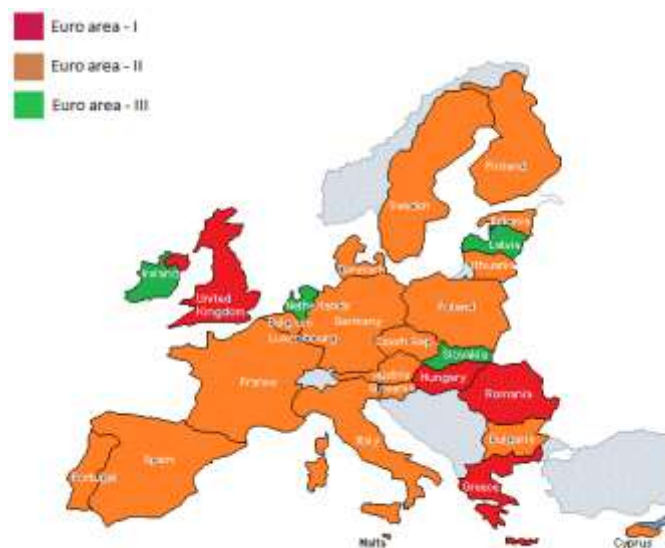 Euro area - I
Euro area - II
Euro area - III
Finland
Sweden
Estonia
Latvia
Lithuania
Denmark
Ireland
United
Kingdom
Netherlands
Belgium
Germany
Luxembourg
Poland
Czech Rep
Slovakia
Austria
Hungary
France
Romania
Italy
Bulgaria
Spain
Portugal
Greece
Malta
Cyprus